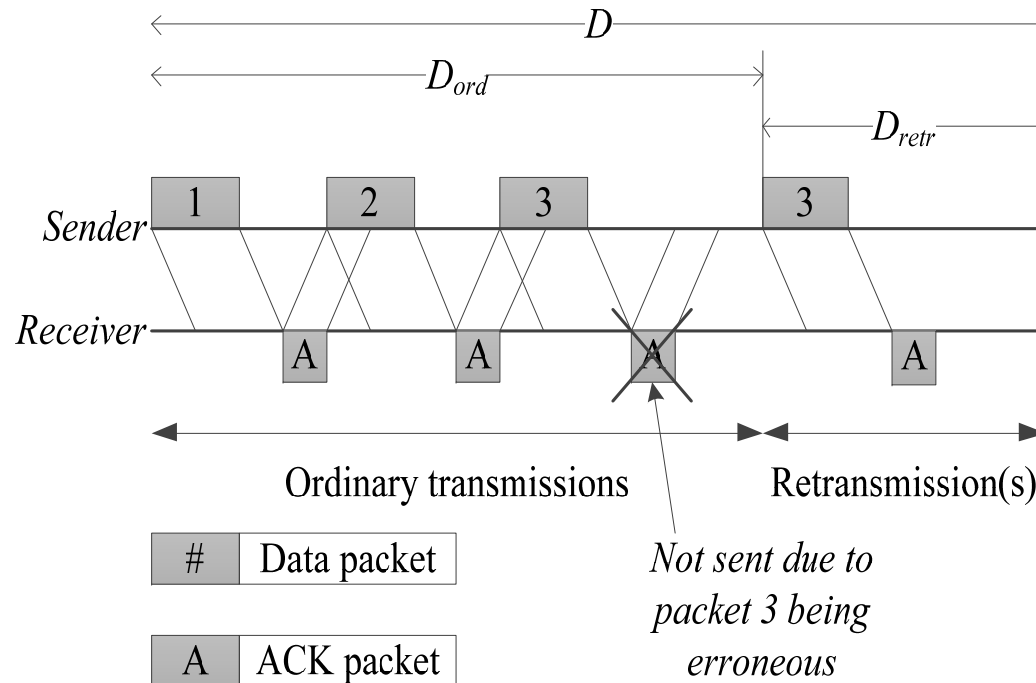 D
D_ord
D_retr
1
2
3
3
Sender
Receiver
A
A
A
A
Ordinary transmissions
Retransmission(s)
# Data packet
Not sent due to
packet 3 being
erroneous
A ACK packet